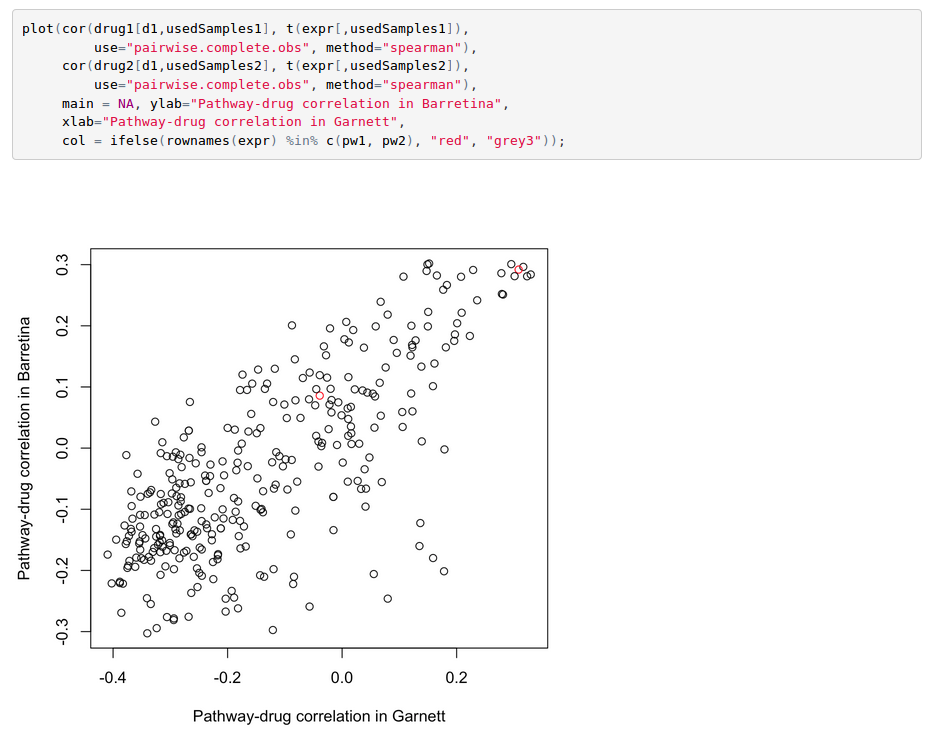 plot(cor(drug1[d1,usedSamples1], t(expr[,usedSamples1]),
use="pairwise.complete.obs", method="spearman"),
cor(drug2[d1,usedSamples2], t(expr[,usedSamples2]),
use="pairwise.complete.obs", method="spearman"),
main = NA, ylab="Pathway-drug correlation in Barretina",
xlab="Pathway-drug correlation in Garnett",
col = ifelse(rownames(expr) %in% c(pw1, pw2), "red", "grey3"));
Pathway-drug correlation in Barretina
0.3
0.2
0.1
0.0
-0.1
-0.2
-0.3
-0.4 -0.2 0.0 0.2
Pathway-drug correlation in Garnett